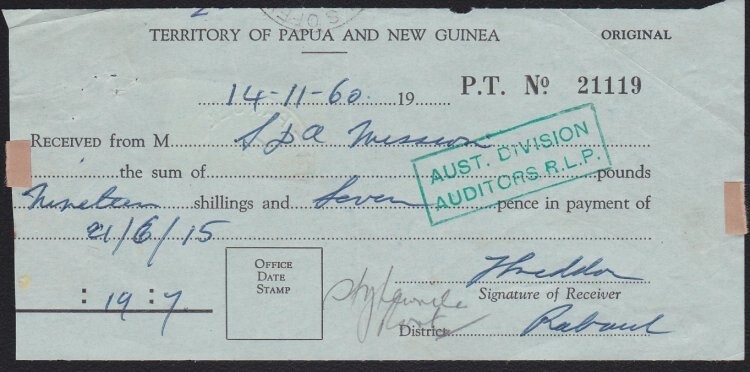 TERRITORY OF PAPUA AND NEW GUINEA ORIGINAL
14-11-60 19 P.T. No 21119
RECEIVED from M SDA Mission
AUST. DIVISION
AUDITORS R.L.P.
the sum of pounds
Nineteen shillings and Seven pence in payment of
21/6/15
OFFICE
DATE
STAMP
: 19 : 7.
Signature of Receiver
District Rabaul